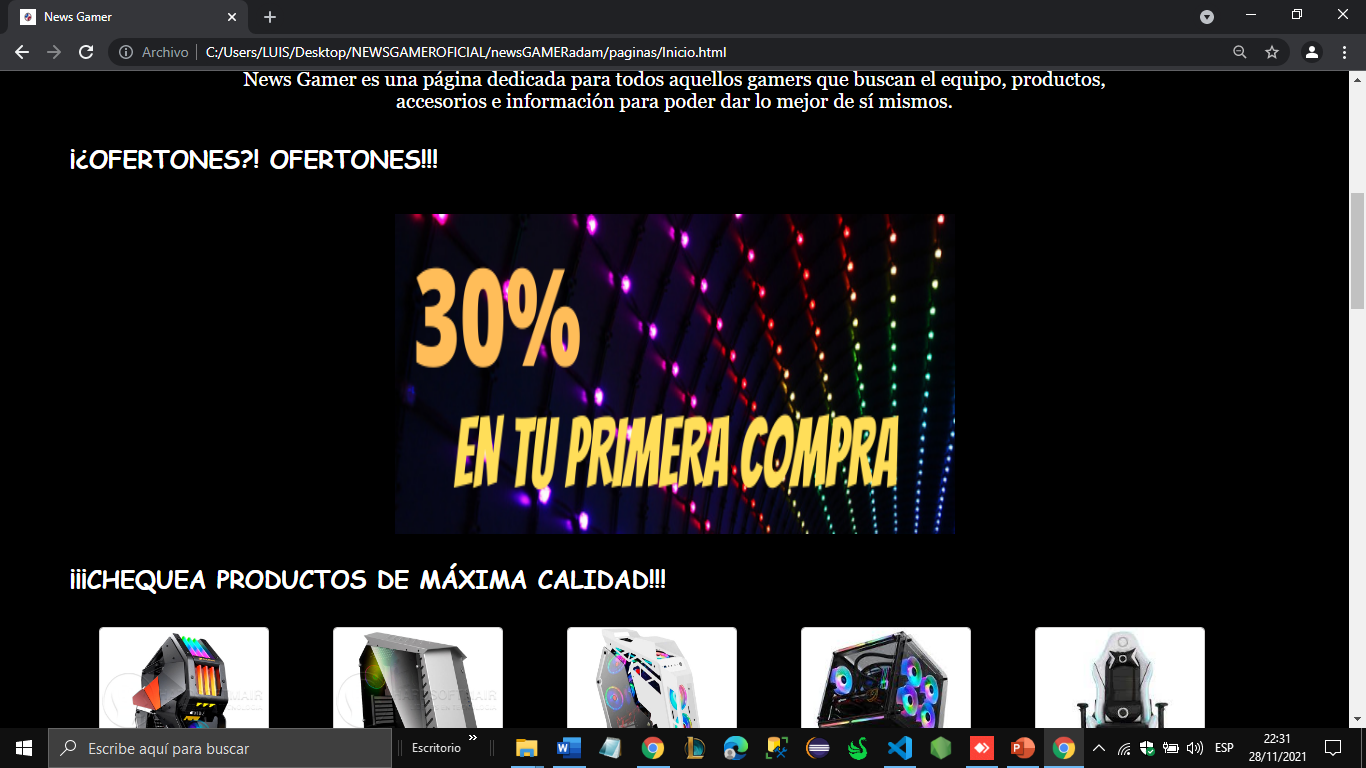 News Gamer
Archivo
C:/Users/LUIS/Desktop/NEWSGAMEROFICIAL/newsGAMERadam/paginas/Inicio.html
News Gamer es una página dedicada para todos aquellos gamers que buscan el equipo, productos,
accesorios e información para poder dar lo mejor de sí mismos.
¡¿OFERTONES?! OFERTONES!!!
30%
EN TU PRIMERA COMPRA
¡¡¡CHEQUEA PRODUCTOS DE MÁXIMA CALIDAD!!!
Escribe aquí para buscar
Escritorio
ESP
22:31
28/11/2021